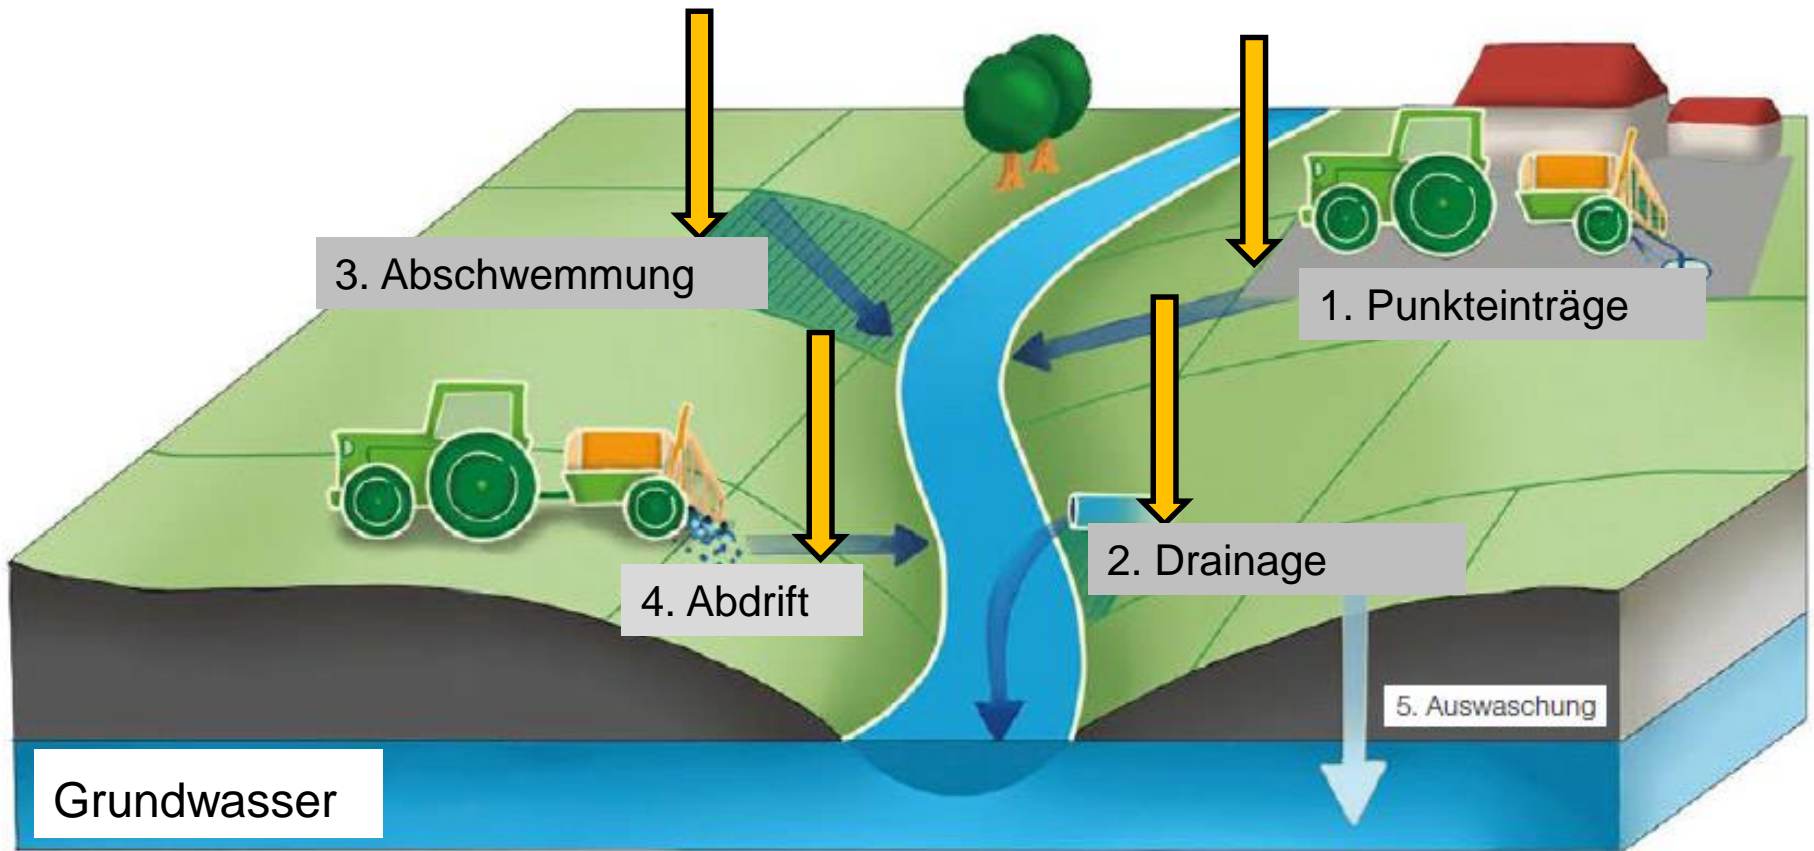 3. Abschwemmung
1. Punkteinträge
2. Drainage
4. Abdrift
5. Auswaschung
Grundwasser